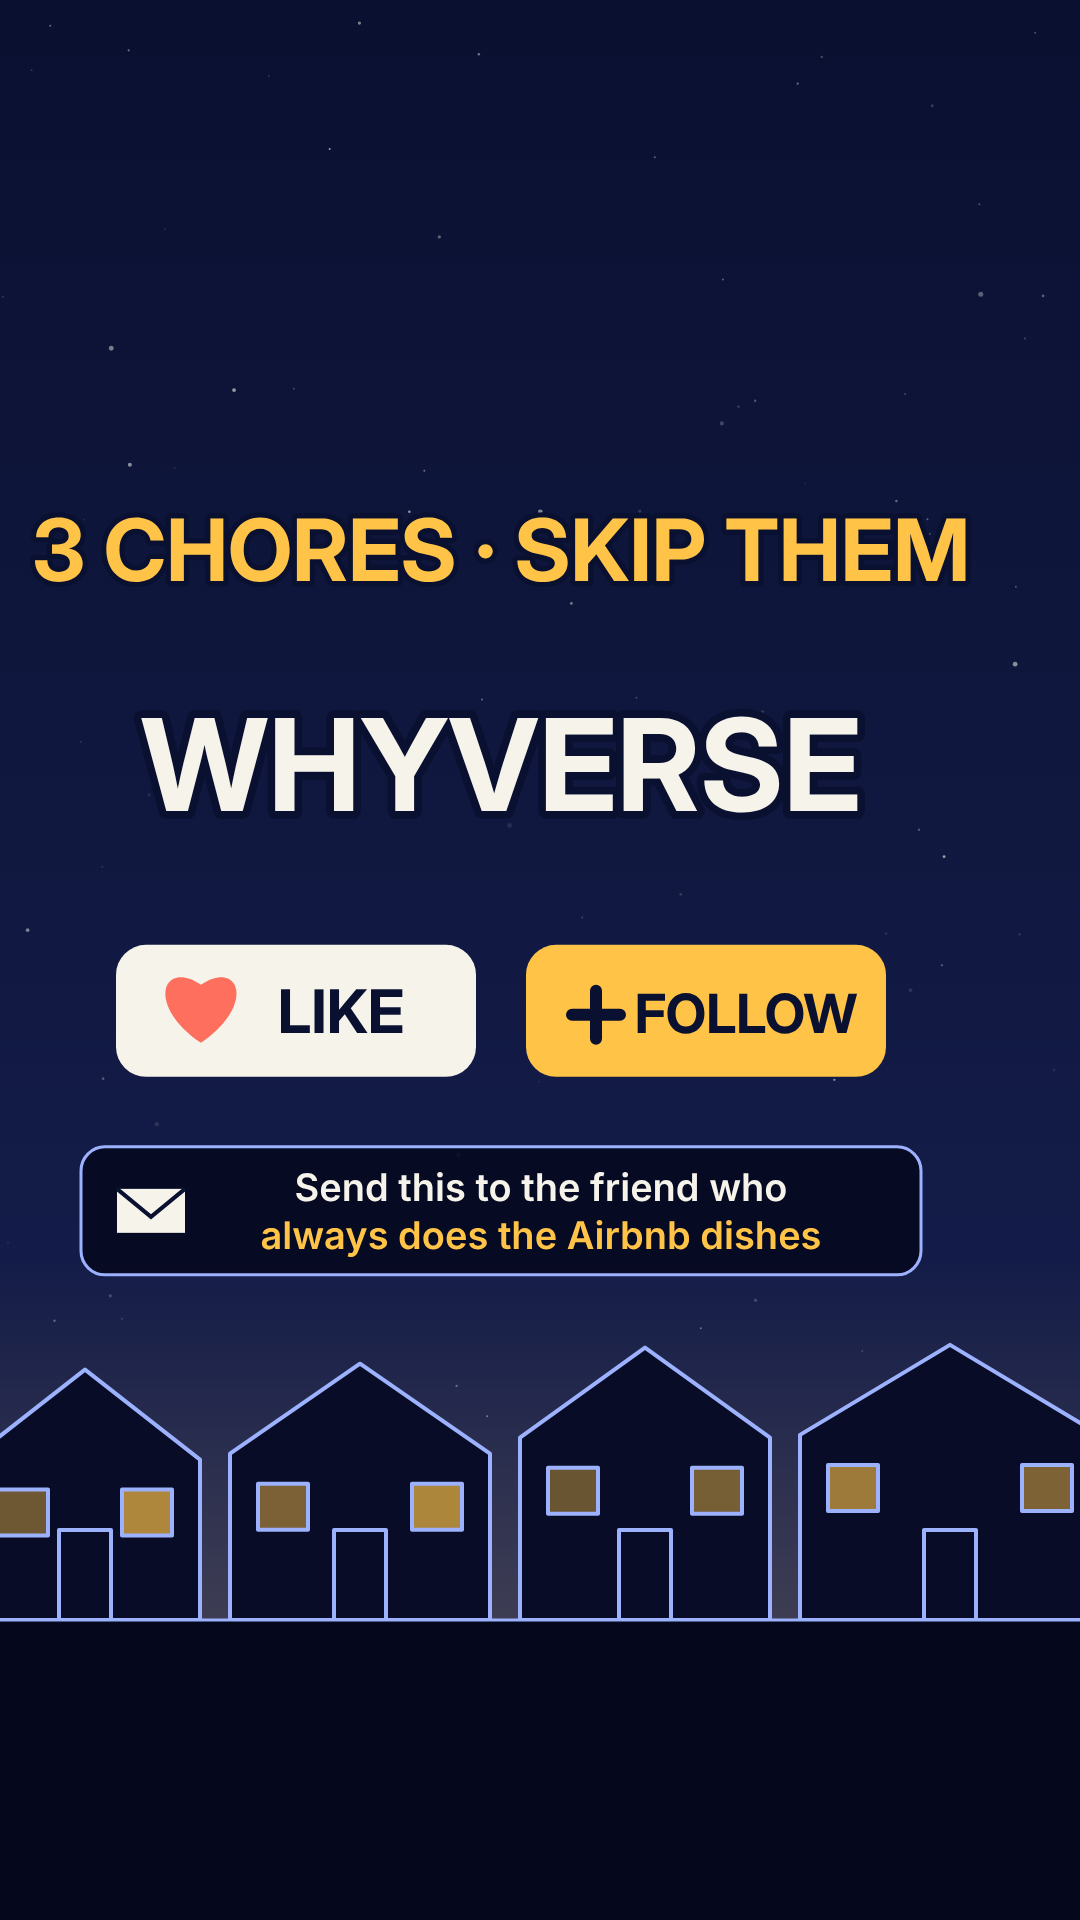 3 CHORES · SKIP THEM
WHYVERSE
LIKE
FOLLOW
Send this to the friend who
always does the Airbnb dishes